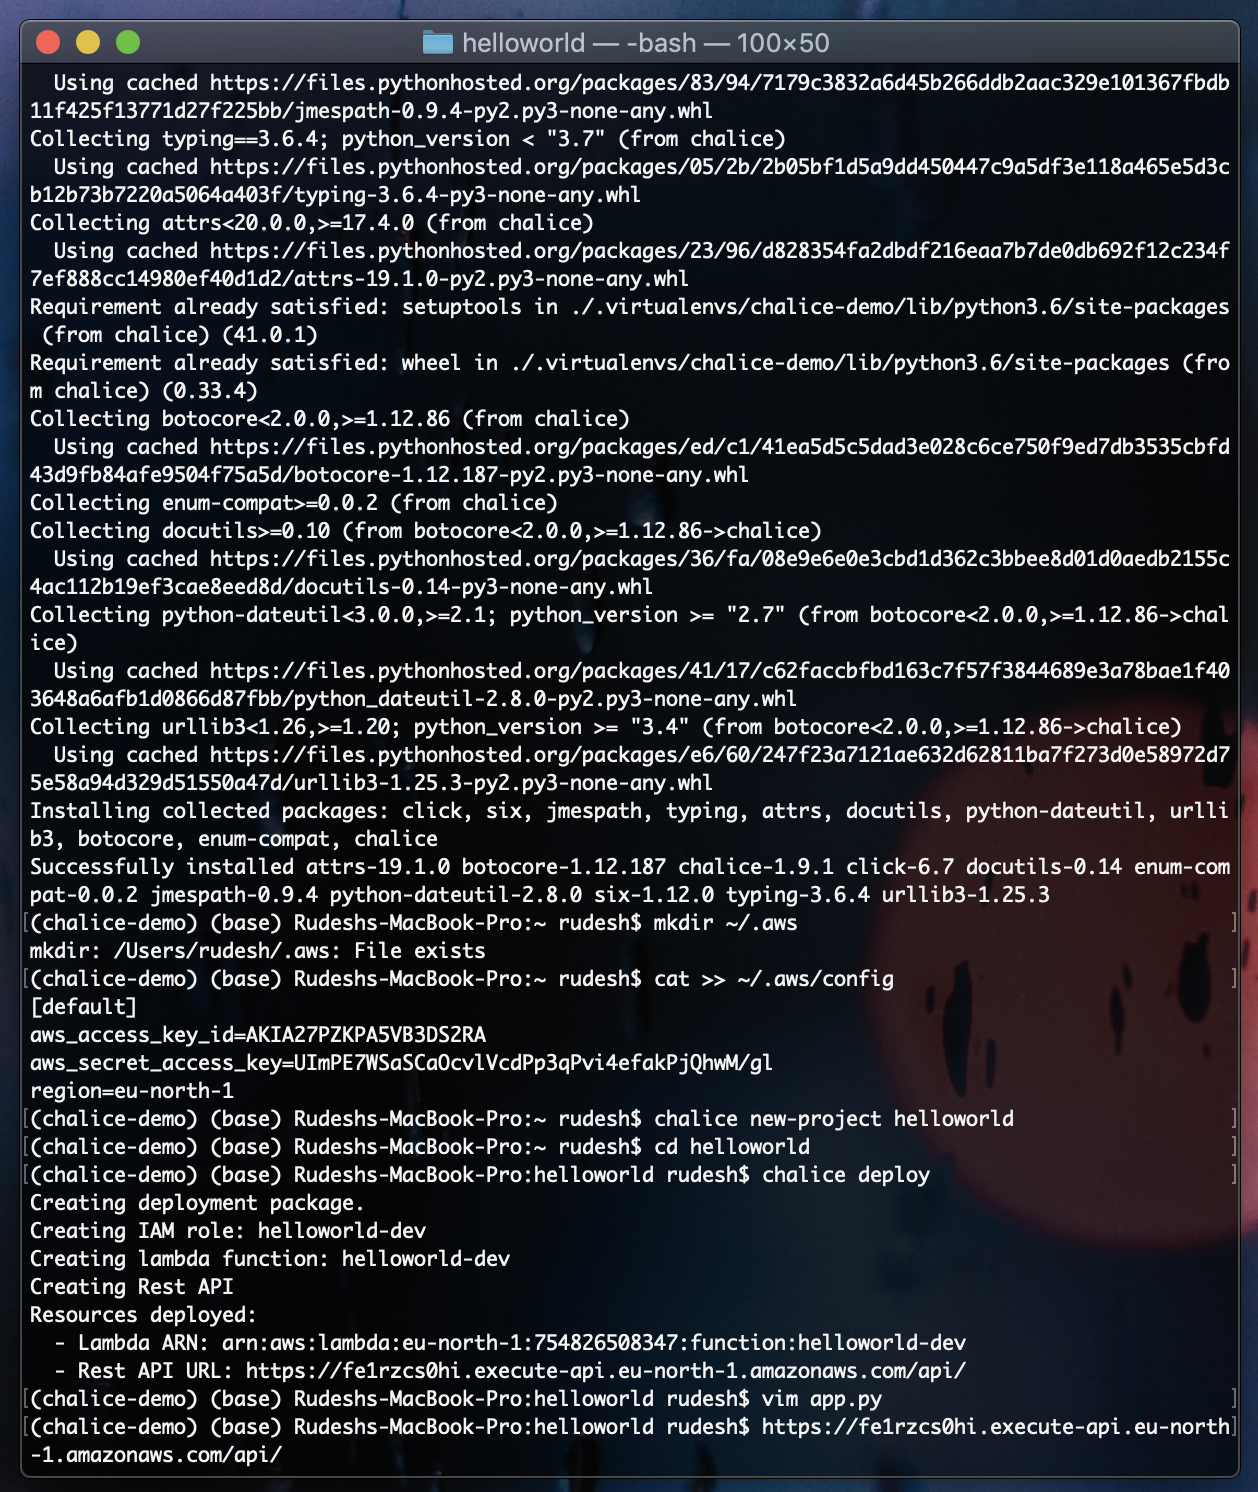 helloworld — -bash — 100×50
Using cached https://files.pythonhosted.org/packages/83/94/7179c3832a6d45b266ddb2aac329e101367fbdb
11f425f13771d27f225bb/jmespath-0.9.4-py2.py3-none-any.whl
Collecting typing==3.6.4; python_version < "3.7" (from chalice)
Using cached https://files.pythonhosted.org/packages/05/2b/2b05bf1d5a9dd450447c9a5df3e118a465e5d3c
b12b73b7220a5064a403f/typing-3.6.4-py3-none-any.whl
Collecting attrs<20.0.0,>=17.4.0 (from chalice)
Using cached https://files.pythonhosted.org/packages/23/96/d828354fa2dbdf216eaa7b7de0db692f12c234f
7ef888cc14980ef40d1d2/attrs-19.1.0-py2.py3-none-any.whl
Requirement already satisfied: setuptools in ./.virtualenvs/chalice-demo/lib/python3.6/site-packages
(from chalice) (41.0.1)
Requirement already satisfied: wheel in ./.virtualenvs/chalice-demo/lib/python3.6/site-packages (fro
m chalice) (0.33.4)
Collecting botocore<2.0.0,>=1.12.86 (from chalice)
Using cached https://files.pythonhosted.org/packages/ed/c1/41ea5d5c5dad3e028c6ce750f9ed7db3535cbfd
43d9fb84afe9504f75a5d/botocore-1.12.187-py2.py3-none-any.whl
Collecting enum-compat>=0.0.2 (from chalice)
Collecting docutils>=0.10 (from botocore<2.0.0,>=1.12.86->chalice)
Using cached https://files.pythonhosted.org/packages/36/fa/08e9e6e0e3cbd1d362c3bbee8d01d0aedb2155c
4ac112b19ef3cae8eed8d/docutils-0.14-py3-none-any.whl
Collecting python-dateutil<3.0.0,>=2.1; python_version >= "2.7" (from botocore<2.0.0,>=1.12.86->chal
ice)
Using cached https://files.pythonhosted.org/packages/41/17/c62faccbfbd163c7f57f3844689e3a78bae1f40
3648a6afb1d0866d87fbb/python_dateutil-2.8.0-py2.py3-none-any.whl
Collecting urllib3<1.26,>=1.20; python_version >= "3.4" (from botocore<2.0.0,>=1.12.86->chalice)
Using cached https://files.pythonhosted.org/packages/e6/60/247f23a7121ae632d62811ba7f273d0e58972d7
5e58a94d329d51550a47d/urllib3-1.25.3-py2.py3-none-any.whl
Installing collected packages: click, six, jmespath, typing, attrs, docutils, python-dateutil, urlli
b3, botocore, enum-compat, chalice
Successfully installed attrs-19.1.0 botocore-1.12.187 chalice-1.9.1 click-6.7 docutils-0.14 enum-com
pat-0.0.2 jmespath-0.9.4 python-dateutil-2.8.0 six-1.12.0 typing-3.6.4 urllib3-1.25.3
[(chalice-demo) (base) Rudeshs-MacBook-Pro:~ rudesh$ mkdir ~/.aws ]
mkdir: /Users/rudesh/.aws: File exists
[(chalice-demo) (base) Rudeshs-MacBook-Pro:~ rudesh$ cat >> ~/.aws/config ]
[default]
aws_access_key_id=AKIA27PZKPA5VB3DS2RA
aws_secret_access_key=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
region=eu-north-1
[(chalice-demo) (base) Rudeshs-MacBook-Pro:~ rudesh$ chalice new-project helloworld ]
[(chalice-demo) (base) Rudeshs-MacBook-Pro:~ rudesh$ cd helloworld ]
[(chalice-demo) (base) Rudeshs-MacBook-Pro:helloworld rudesh$ chalice deploy ]
Creating deployment package.
Creating IAM role: helloworld-dev
Creating lambda function: helloworld-dev
Creating Rest API
Resources deployed:
- Lambda ARN: arn:aws:lambda:eu-north-1:754826508347:function:helloworld-dev
- Rest API URL: https://fe1rzcs0hi.execute-api.eu-north-1.amazonaws.com/api/
[(chalice-demo) (base) Rudeshs-MacBook-Pro:helloworld rudesh$ vim app.py ]
[(chalice-demo) (base) Rudeshs-MacBook-Pro:helloworld rudesh$ https://fe1rzcs0hi.execute-api.eu-north]
-1.amazonaws.com/api/